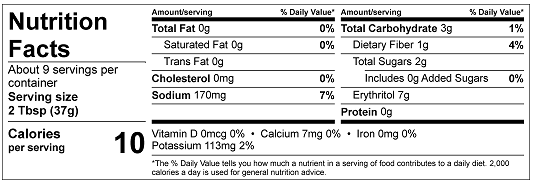 Nutrition
Facts
About 9 servings per
container
Serving size
2 Tbsp (37g)
Calories
per serving
10
Amount/serving % Daily Value*
Total Fat 0g 0%
Saturated Fat 0g 0%
Trans Fat 0g
Cholesterol 0mg 0%
Sodium 170mg 7%
Amount/serving % Daily Value*
Total Carbohydrate 3g 1%
Dietary Fiber 1g 4%
Total Sugars 2g
Includes 0g Added Sugars 0%
Erythritol 7g
Protein 0g
Vitamin D 0mcg 0% • Calcium 7mg 0% • Iron 0mg 0%
Potassium 113mg 2%
*The % Daily Value tells you how much a nutrient in a serving of food contributes to a daily diet. 2,000
calories a day is used for general nutrition advice.